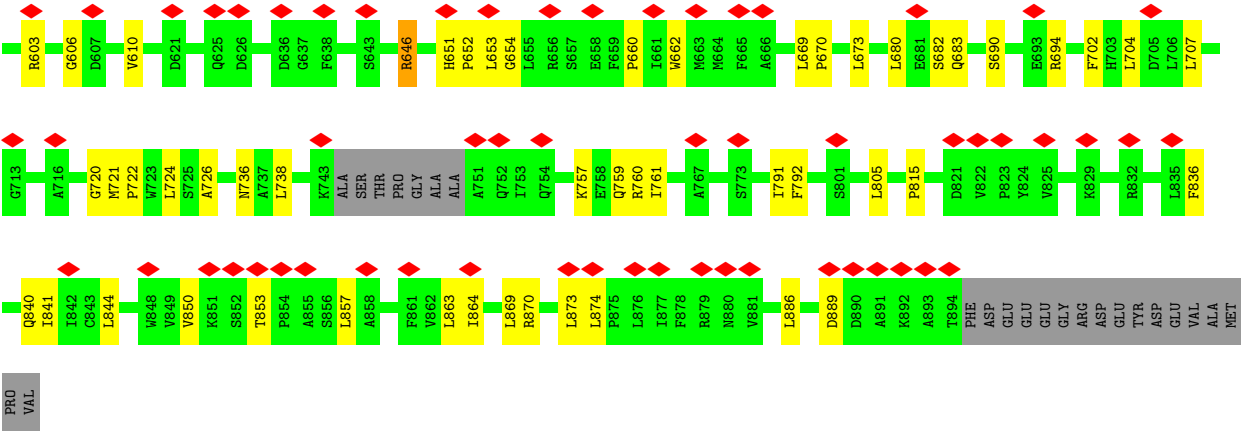 R603 G606 D607 V610 D621 Q625 D626 D636 G637 F638 S643 R646 H651 P652 L653 G654 L655 R656 S657 E658 F659 P660 I661 W662 M663 M664 F665 A666 L669 P670 L673 L680 E681 S682 Q683 S690 E693 R694 F702 H703 L704 D705 L706 L707
G713 A716 G720 M721 P722 W723 L724 S725 A726 N736 A737 L738 K743 ALA SER THR PRO GLY ALA ALA A751 Q752 I753 Q754 K757 E758 Q759 R760 I761 A767 S773 I791 F792 S801 L805 P815 D821 V822 P823 Y824 V825 K829 R832 L835 F836
Q840 I841 I842 C843 L844 W848 V849 V850 K851 S852 T853 P854 A855 S856 L857 A858 F861 V862 L863 I864 L869 R870 L873 L874 P875 L876 I877 F878 R879 N880 V881 L886 D889 D890 A891 K892 A893 T894 PHE ASP GLU GLU GLU GLY ARG ASP GLU TYR ASP GLU VAL ALA MET
PRO VAL